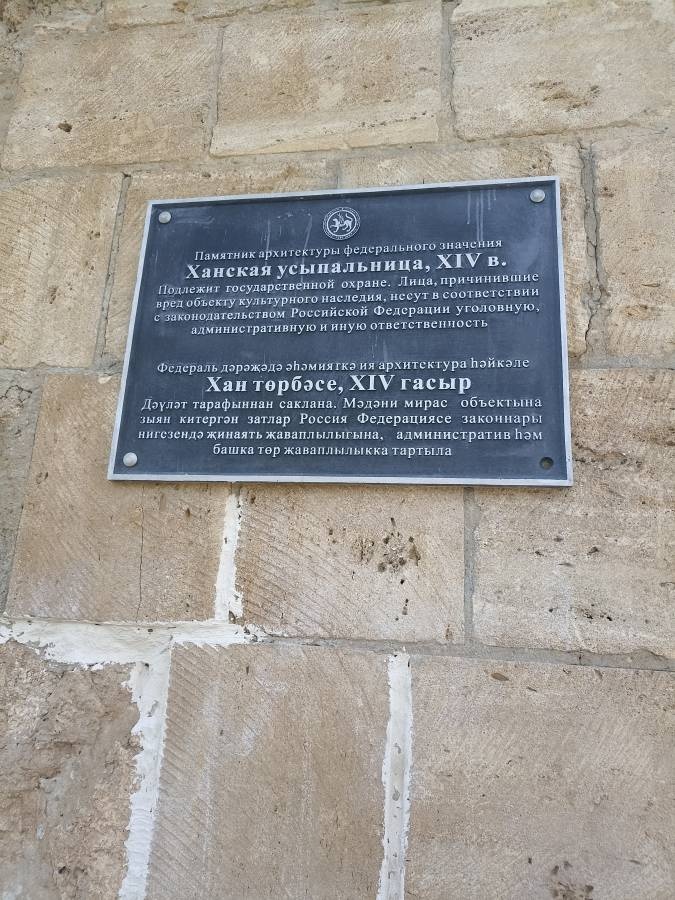 Памятник архитектуры федерального значения
Ханская усыпальница, XIV в.
Подлежит государственной охране. Лица, причинившие
вред объекту культурного наследия, несут в соответствии
с законодательством Российской Федерации уголовную,
административную и иную ответственность
Федераль дәрәҗәдә әһәмияткә ия архитектура һәйкәле
Хан төрбәсе, XIV гасыр
Дәүләт тарафыннан саклана. Мәдәни мирас объектына
зыян китергән затлар Россия Федерациясе законнары
нигезендә җинаять җаваплылыгына, административ һәм
башка төр җаваплылыкка тартыла